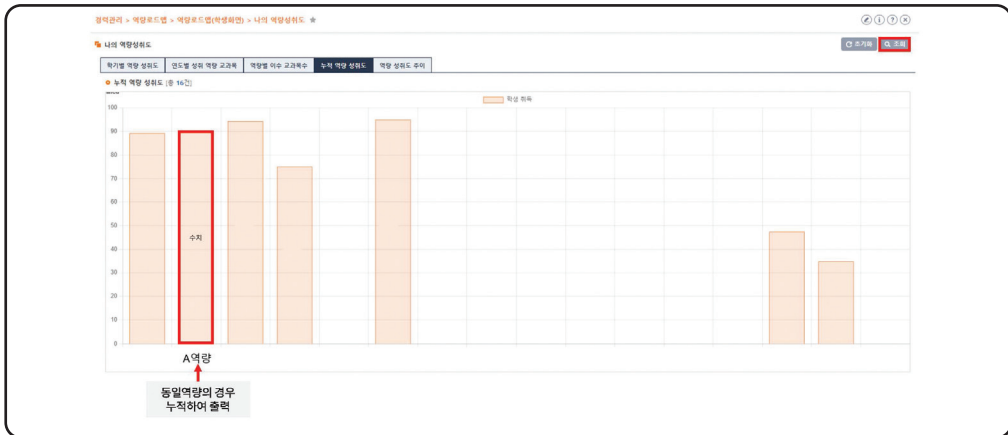 경력관리 > 역량로드맵 > 역량로드맵(학생화면) > 나의 역량성취도 ★
나의 역량성취도
초기화 조회
학기별 역량 성취도 연도별 성취 역량 교과목 역량별 이수 교과목수 누적 역량 성취도 역량 성취도 추이
누적 역량 성취도 [총 16건]
학생 취득
100
90
80
70
60
50
수치
40
30
20
10
0
A역량
동일역량의 경우
누적하여 출력